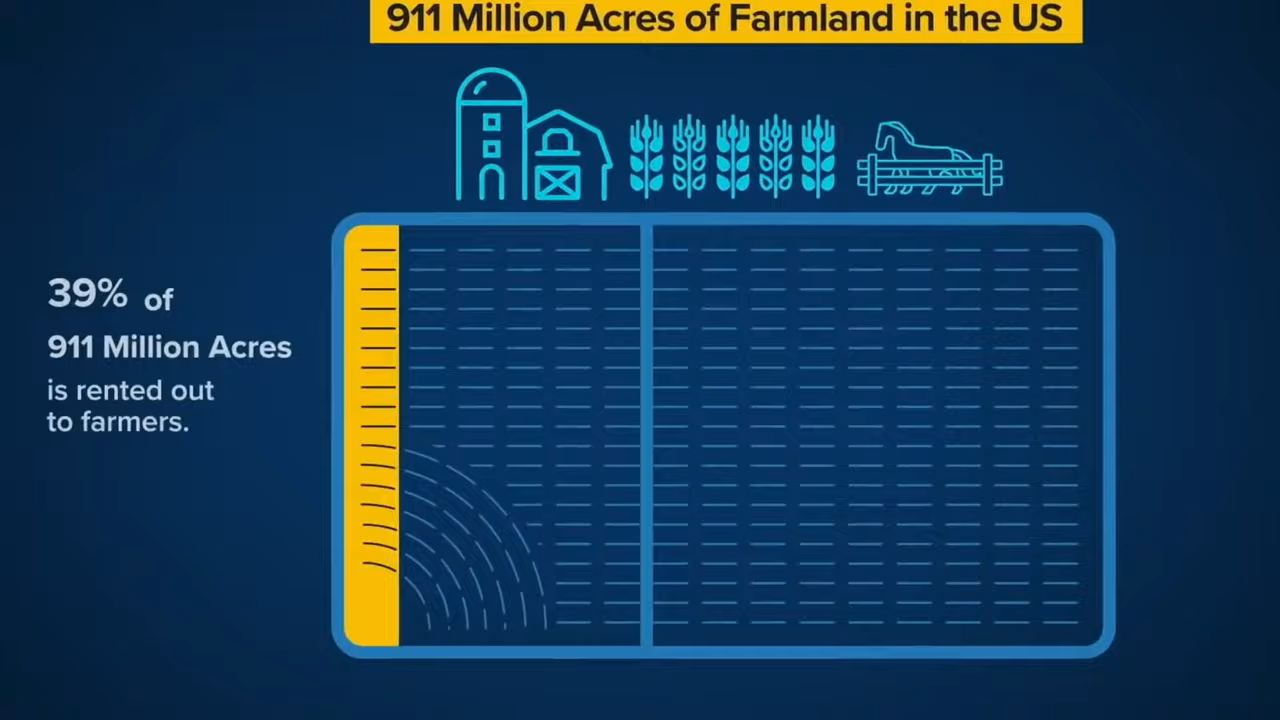 911 Million Acres of Farmland in the US
39% of
911 Million Acres
is rented out
to farmers.